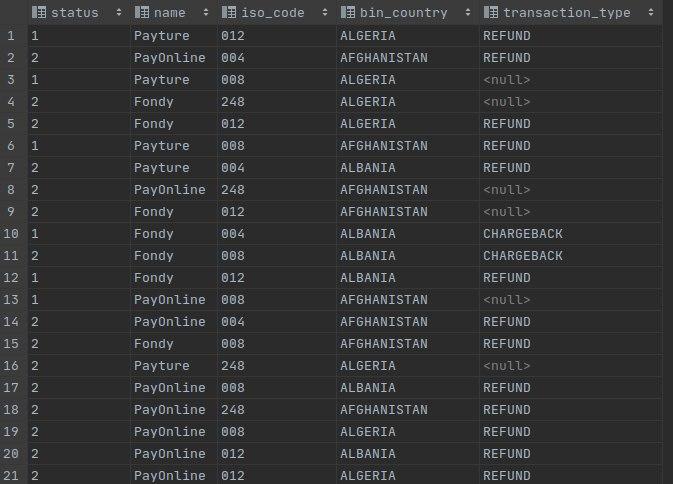 status name iso_code bin_country transaction_type
1 1 Payture 012 ALGERIA REFUND
2 2 PayOnline 004 AFGHANISTAN REFUND
3 1 Payture 008 ALGERIA <null>
4 2 Fondy 248 ALGERIA <null>
5 2 Fondy 012 ALGERIA REFUND
6 1 Payture 008 AFGHANISTAN REFUND
7 2 Payture 004 ALBANIA REFUND
8 2 PayOnline 248 AFGHANISTAN <null>
9 2 Fondy 012 AFGHANISTAN <null>
10 1 Fondy 004 ALBANIA CHARGEBACK
11 2 Fondy 008 ALBANIA CHARGEBACK
12 1 Fondy 012 ALBANIA REFUND
13 1 PayOnline 008 AFGHANISTAN <null>
14 2 PayOnline 004 AFGHANISTAN REFUND
15 2 Fondy 008 AFGHANISTAN REFUND
16 2 Payture 248 ALGERIA <null>
17 2 PayOnline 008 ALBANIA REFUND
18 2 PayOnline 248 AFGHANISTAN REFUND
19 2 PayOnline 008 ALGERIA REFUND
20 2 PayOnline 012 ALBANIA REFUND
21 2 PayOnline 012 ALGERIA REFUND